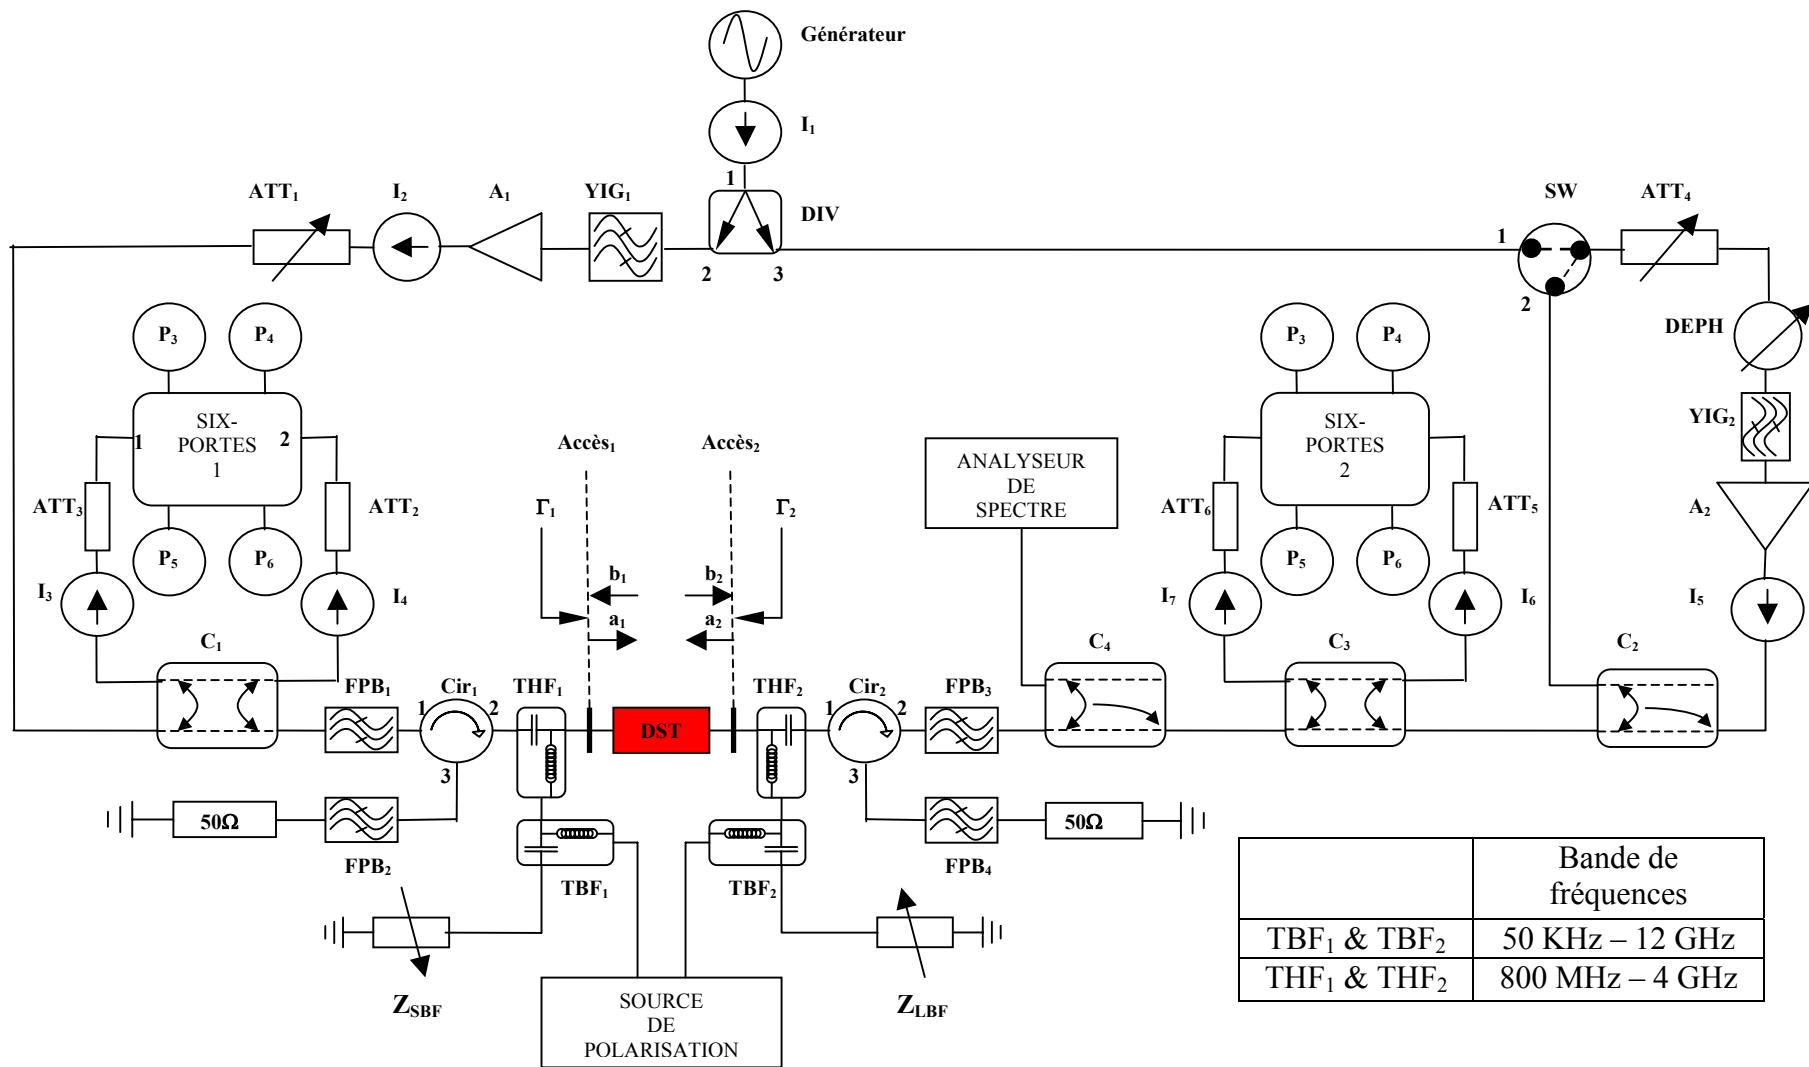 Générateur
I₁
1
DIV
2
3
YIG₁
A₁
I₂
ATT₁
SW
1
2
ATT₄
DEPH
YIG₂
A₂
I₅
P₃
P₄
SIX-
PORTES
1
1
2
P₅
P₆
ATT₃
ATT₂
I₃
I₄
C₁
Accès₁
Accès₂
Γ₁
Γ₂
b₁
b₂
a₁
a₂
ANALYSEUR
DE
SPECTRE
P₃
P₄
SIX-
PORTES
2
P₅
P₆
ATT₆
ATT₅
I₇
I₆
C₄
C₃
C₂
FPB₁
Cir₁
1
2
3
THF₁
DST
THF₂
Cir₂
1
2
3
FPB₃
50Ω
FPB₂
TBF₁
TBF₂
FPB₄
50Ω
Z_SBF
SOURCE
DE
POLARISATION
Z_LBF
Bande de
fréquences
TBF₁ & TBF₂ 50 KHz – 12 GHz
THF₁ & THF₂ 800 MHz – 4 GHz